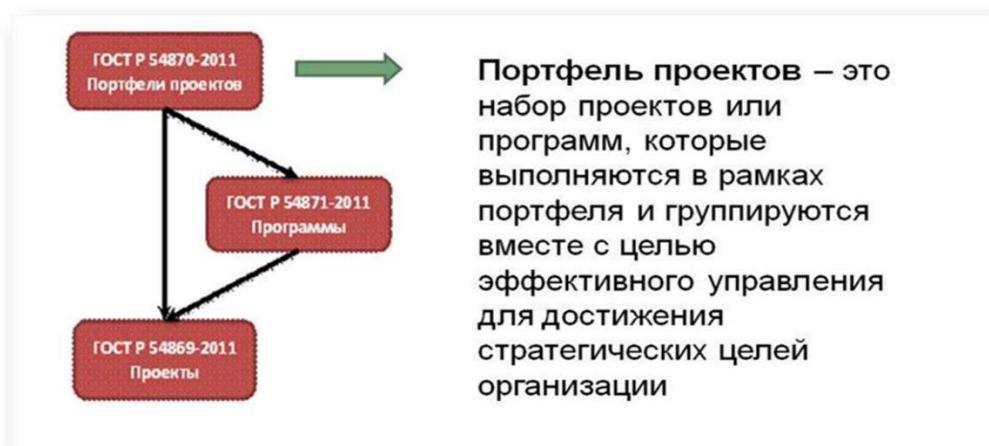 ГОСТ Р 54870-2011
Портфели проектов
ГОСТ Р 54871-2011
Программы
ГОСТ Р 54869-2011
Проекты
Портфель проектов – это
набор проектов или
программ, которые
выполняются в рамках
портфеля и группируются
вместе с целью
эффективного управления
для достижения
стратегических целей
организации